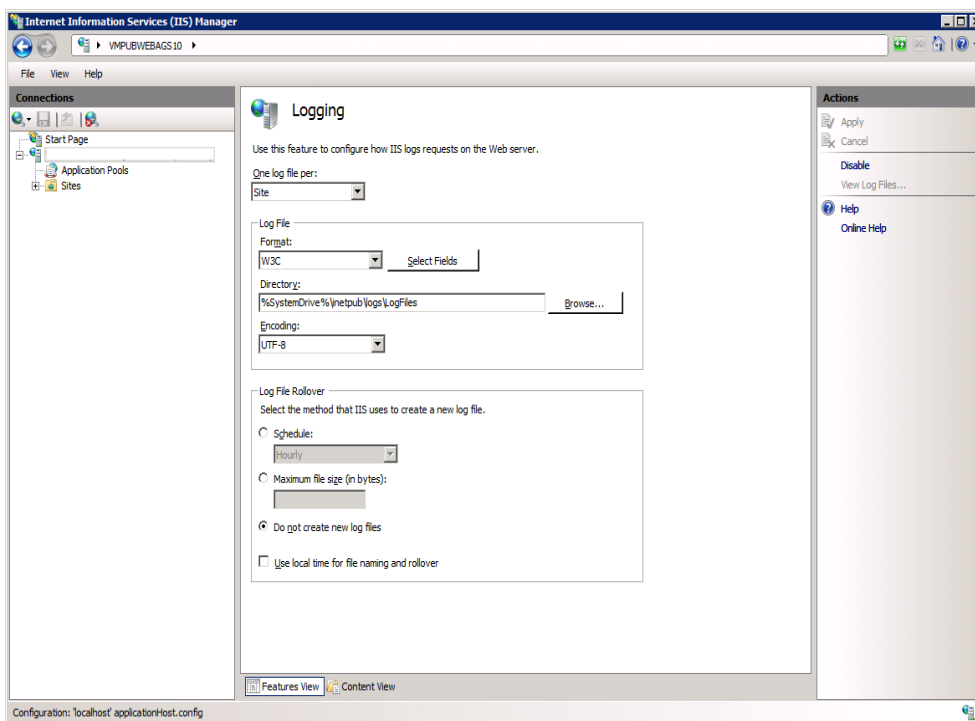 Internet Information Services (IIS) Manager
VMPUBWEBAGS10
File View Help
Connections
Start Page
Application Pools
Sites
Logging
Use this feature to configure how IIS logs requests on the Web server.
One log file per:
Site
Log File
Format:
W3C
Select Fields
Directory:
%SystemDrive%\inetpub\logs\LogFiles
Browse...
Encoding:
UTF-8
Log File Rollover
Select the method that IIS uses to create a new log file.
Schedule:
Hourly
Maximum file size (in bytes):
Do not create new log files
Use local time for file naming and rollover
Features View
Content View
Actions
Apply
Cancel
Disable
View Log Files...
Help
Online Help
Configuration: 'localhost' applicationHost.config